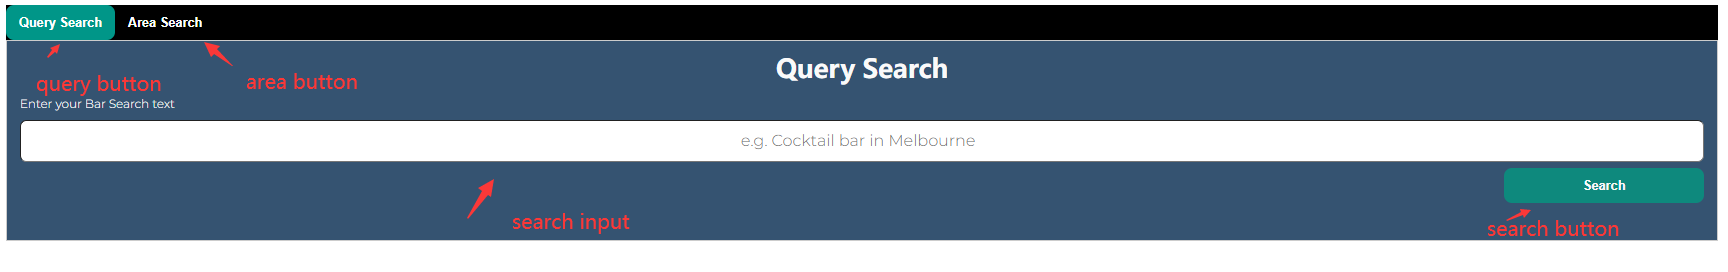 Query Search Area Search
query button area button
Query Search
Enter your Bar Search text
e.g. Cocktail bar in Melbourne
Search
search input
search button